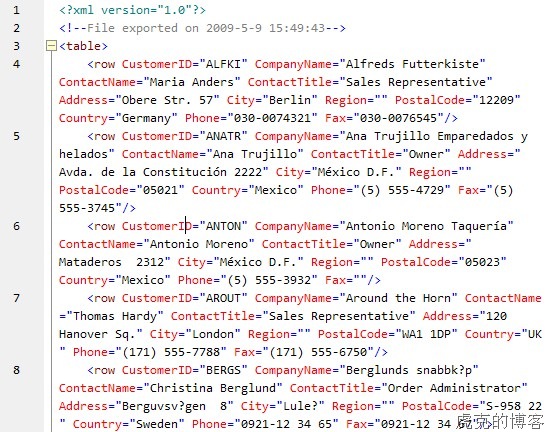 1 <?xml version="1.0"?>
2 <!--File exported on 2009-5-9 15:49:43-->
3 <table>
4 <row CustomerID="ALFKI" CompanyName="Alfreds Futterkiste"
ContactName="Maria Anders" ContactTitle="Sales Representative"
Address="Obere Str. 57" City="Berlin" Region="" PostalCode="12209"
Country="Germany" Phone="030-0074321" Fax="030-0076545"/>
5 <row CustomerID="ANATR" CompanyName="Ana Trujillo Emparedados y
helados" ContactName="Ana Trujillo" ContactTitle="Owner" Address="
Avda. de la Constitución 2222" City="México D.F." Region=""
PostalCode="05021" Country="Mexico" Phone="(5) 555-4729" Fax="(5)
555-3745"/>
6 <row CustomerID="ANTON" CompanyName="Antonio Moreno Taquería"
ContactName="Antonio Moreno" ContactTitle="Owner" Address="
Mataderos  2312" City="México D.F." Region="" PostalCode="05023"
Country="Mexico" Phone="(5) 555-3932" Fax=""/>
7 <row CustomerID="AROUT" CompanyName="Around the Horn" ContactName
="Thomas Hardy" ContactTitle="Sales Representative" Address="120
Hanover Sq." City="London" Region="" PostalCode="WA1 1DP" Country="UK
" Phone="(171) 555-7788" Fax="(171) 555-6750"/>
8 <row CustomerID="BERGS" CompanyName="Berglunds snabbk?p"
ContactName="Christina Berglund" ContactTitle="Order Administrator"
Address="Berguvsv?gen  8" City="Lule?" Region="" PostalCode="S-958 22
" Country="Sweden" Phone="0921-12 34 65" Fax="0921-12 34 67"/>
虎克的博客